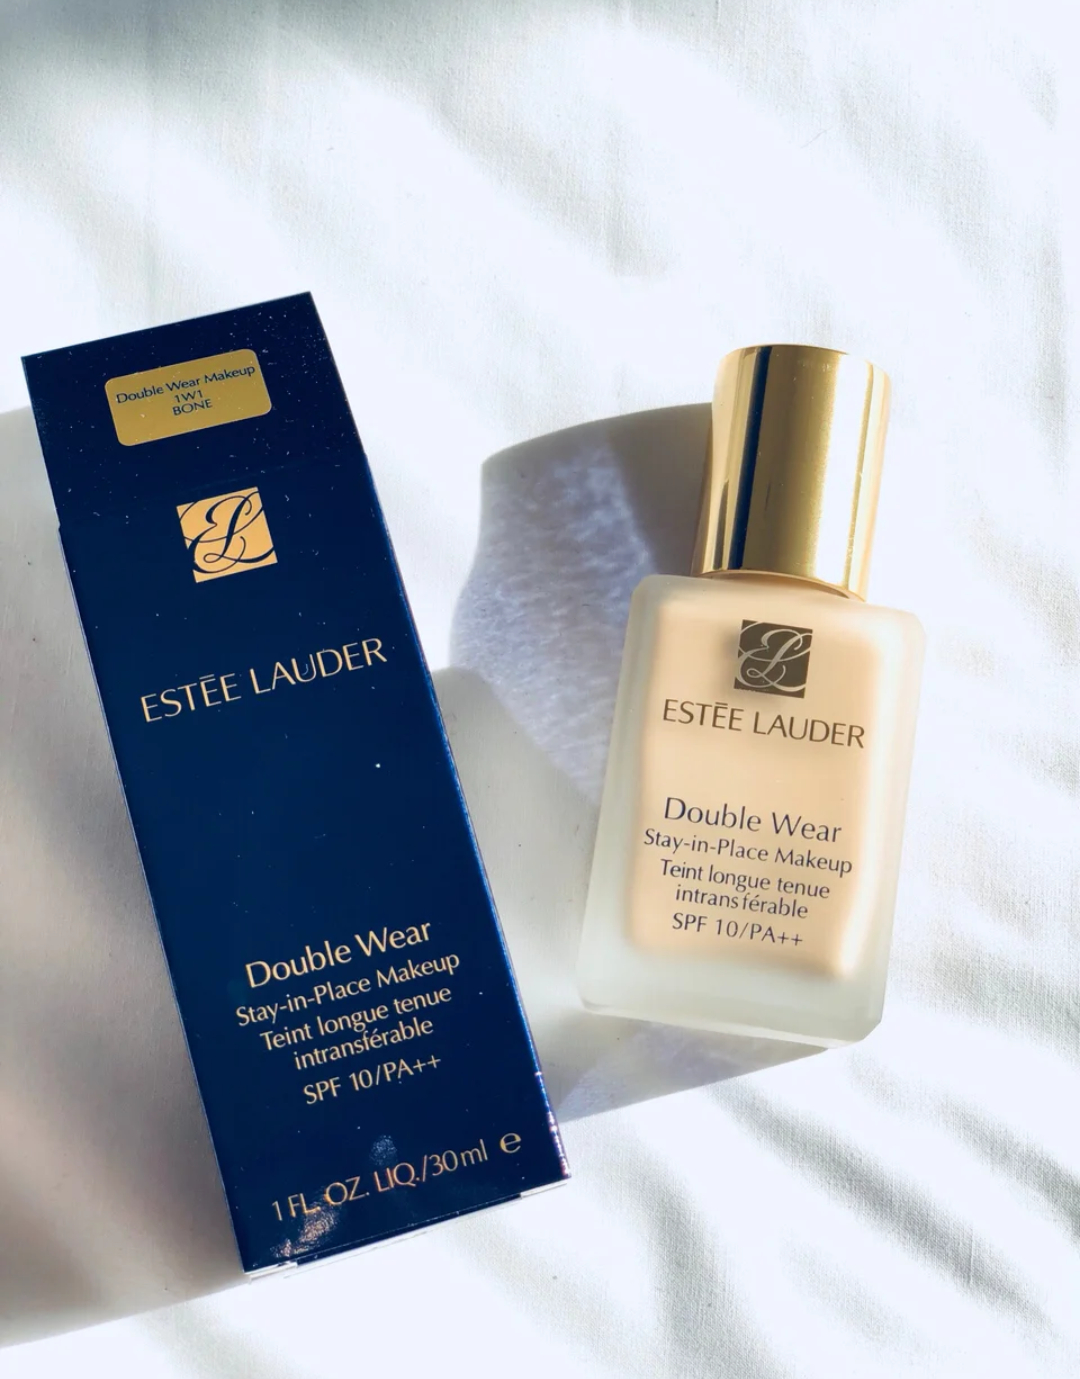 Double Wear Makeup
1W1
BONE
ESTĒE LAUDER
Double Wear
Stay-in-Place Makeup
Teint longue tenue
intransférable
SPF 10/PA++
1 FL. OZ. LIQ./30ml ℮
ESTĒE LAUDER
Double Wear
Stay-in-Place Makeup
Teint longue tenue
intransférable
SPF 10/PA++